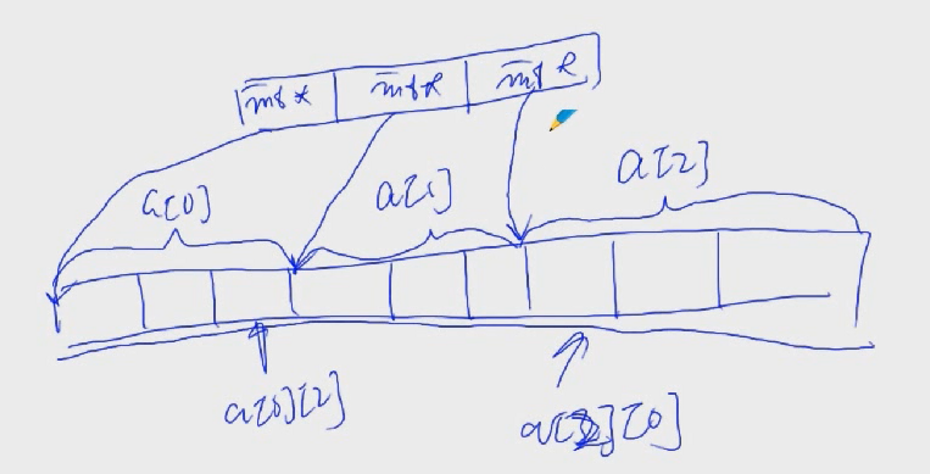 int * int * int *
a[0] a[1] a[2]
a[0][2]
a[2][0]